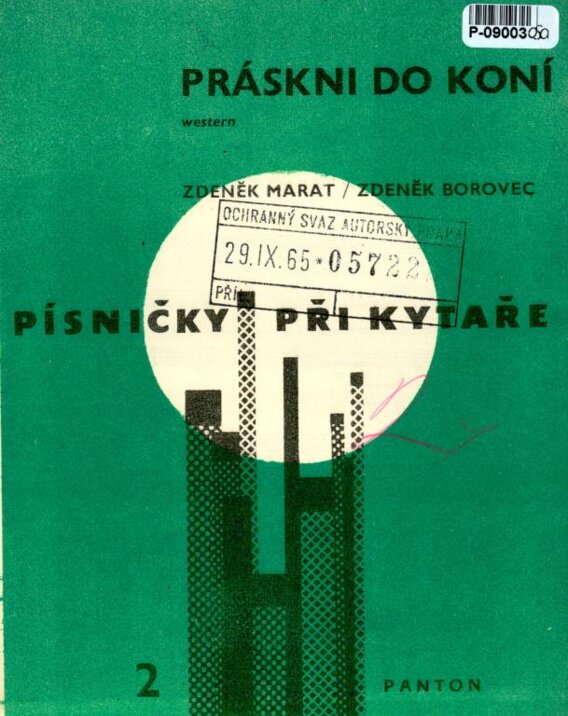 P-09003
PRÁSKNI DO KONÍ
western
ZDENĚK MARAT / ZDENĚK BOROVEC
OCHRANNÝ SVAZ AUTORSKÝ
29.IX.65 * 05722
PŘÍ
PÍSNIČKY PŘI KYTAŘE
2
PANTON